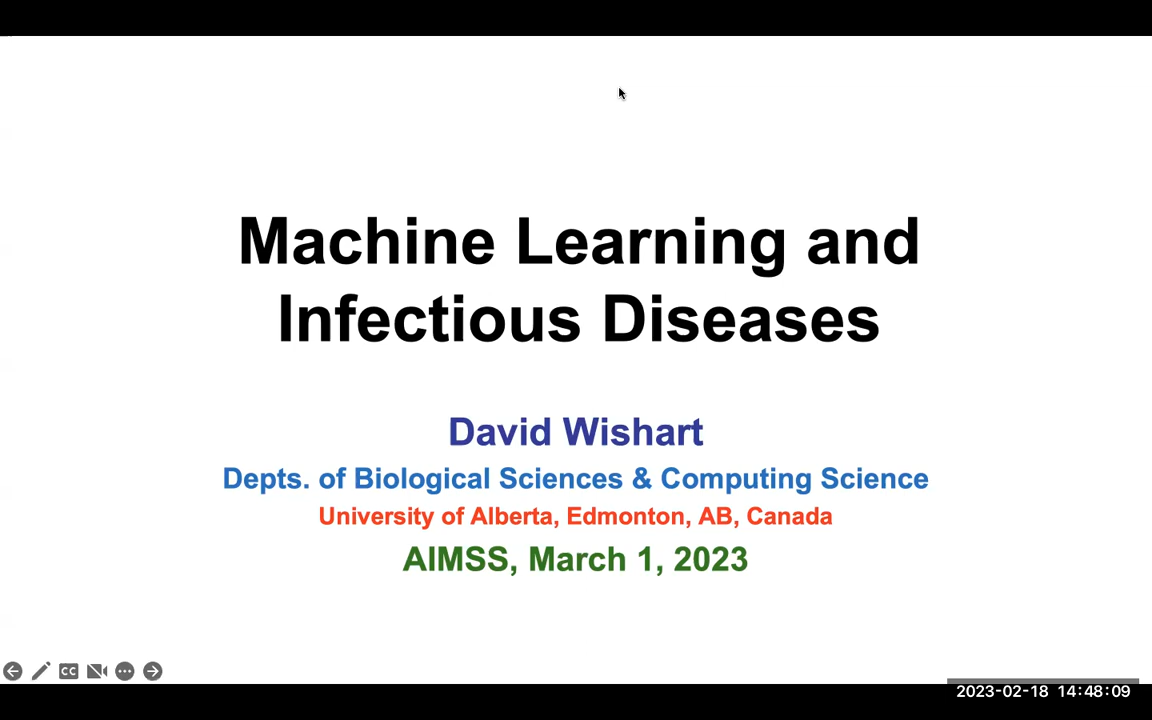 Machine Learning and
Infectious Diseases
David Wishart
Depts. of Biological Sciences & Computing Science
University of Alberta, Edmonton, AB, Canada
AIMSS, March 1, 2023
CC
2023-02-18 14:48:09